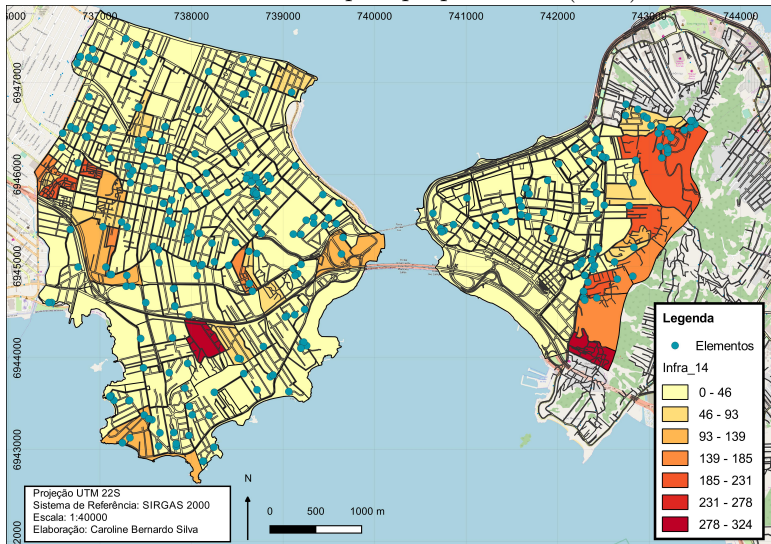 737000 738000 739000 740000 741000 742000 743000 744000
6947000
6946000
6945000
6944000
6943000
Legenda
Elementos
Infra_14
0 - 46
46 - 93
93 - 139
139 - 185
185 - 231
231 - 278
278 - 324
Projeção UTM 22S
Sistema de Referência: SIRGAS 2000
Escala: 1:40000
Elaboração: Caroline Bernardo Silva
N
0 500 1000 m